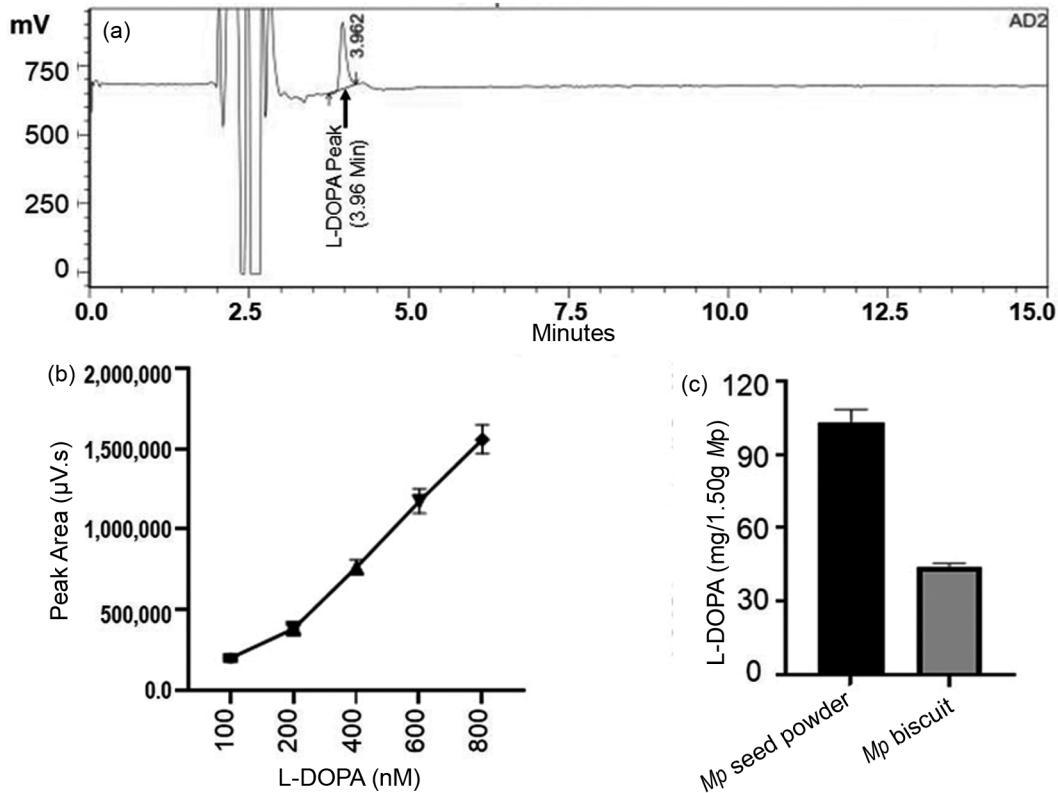 mV
(a)
AD2
750
500
250
0
3.962
L-DOPA Peak
(3.96 Min)
0.0 2.5 5.0 7.5 10.0 12.5 15.0
Minutes
(b)
2,000,000
1,500,000
1,000,000
500,000
0.0
Peak Area (µV.s)
100 200 400 600 800
L-DOPA (nM)
(c)
120
90
60
30
0
L-DOPA (mg/1.50g Mp)
Mp seed powder
Mp biscuit